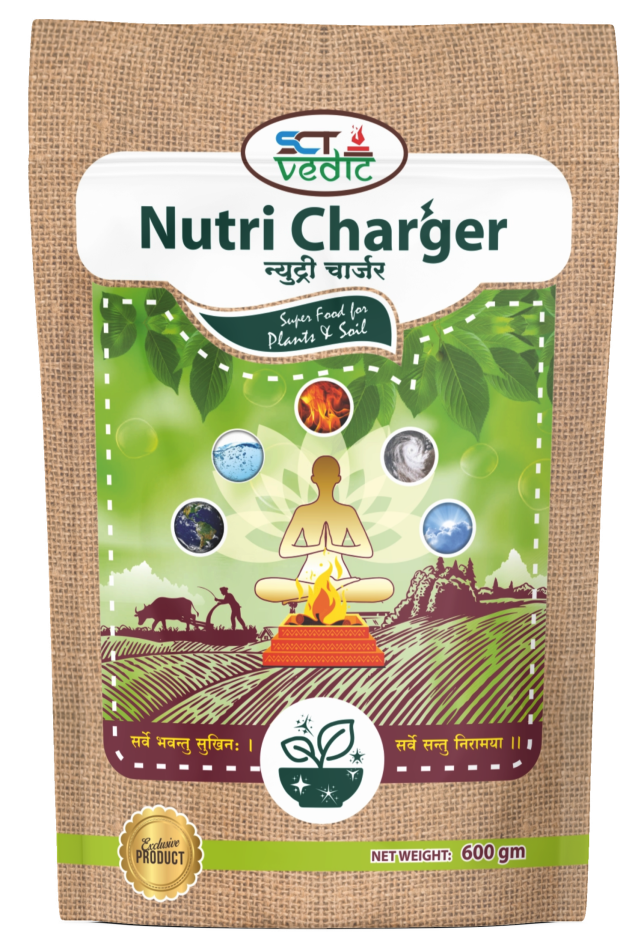 SCT
vedic
Nutri Charger
न्युट्री चार्जर
Super Food for
Plants & Soil
सर्वे भवन्तु सुखिनः |
सर्वे सन्तु निरामया ||
Exclusive
PRODUCT
NET WEIGHT: 600 gm